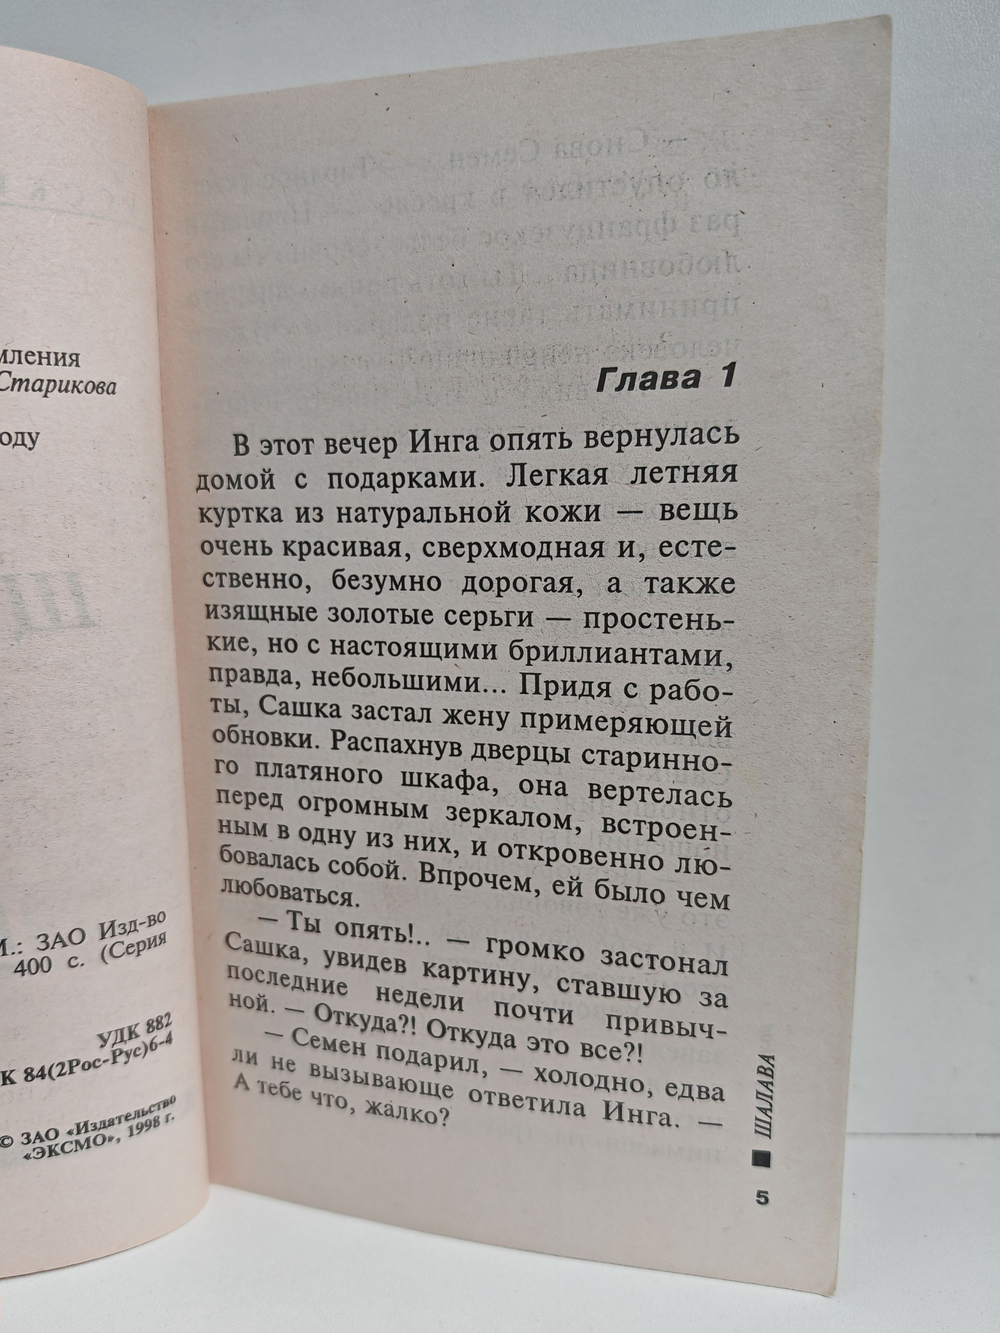 мления
Старикова
оду
М.: ЗАО Изд-во
400 с. (Серия
УДК 882
К 84(2Рос-Рус)6-4
© ЗАО «Издательство
«ЭКСМО», 1998 г.
Глава 1
В этот вечер Инга опять вернулась
домой с подарками. Легкая летняя
куртка из натуральной кожи — вещь
очень красивая, сверхмодная и, есте-
ственно, безумно дорогая, а также
изящные золотые серьги — простень-
кие, но с настоящими бриллиантами,
правда, небольшими... Придя с рабо-
ты, Сашка застал жену примеряющей
обновки. Распахнув дверцы старинно-
го платяного шкафа, она вертелась
перед огромным зеркалом, встроен-
ным в одну из них, и откровенно лю-
бовалась собой. Впрочем, ей было чем
любоваться.
— Ты опять!.. — громко застонал
Сашка, увидев картину, ставшую за
последние недели почти привыч-
ной. — Откуда?! Откуда это все?!
— Семен подарил, — холодно, едва
ли не вызывающе ответила Инга. —
А тебе что, жалко?
ШАЛАВА
5